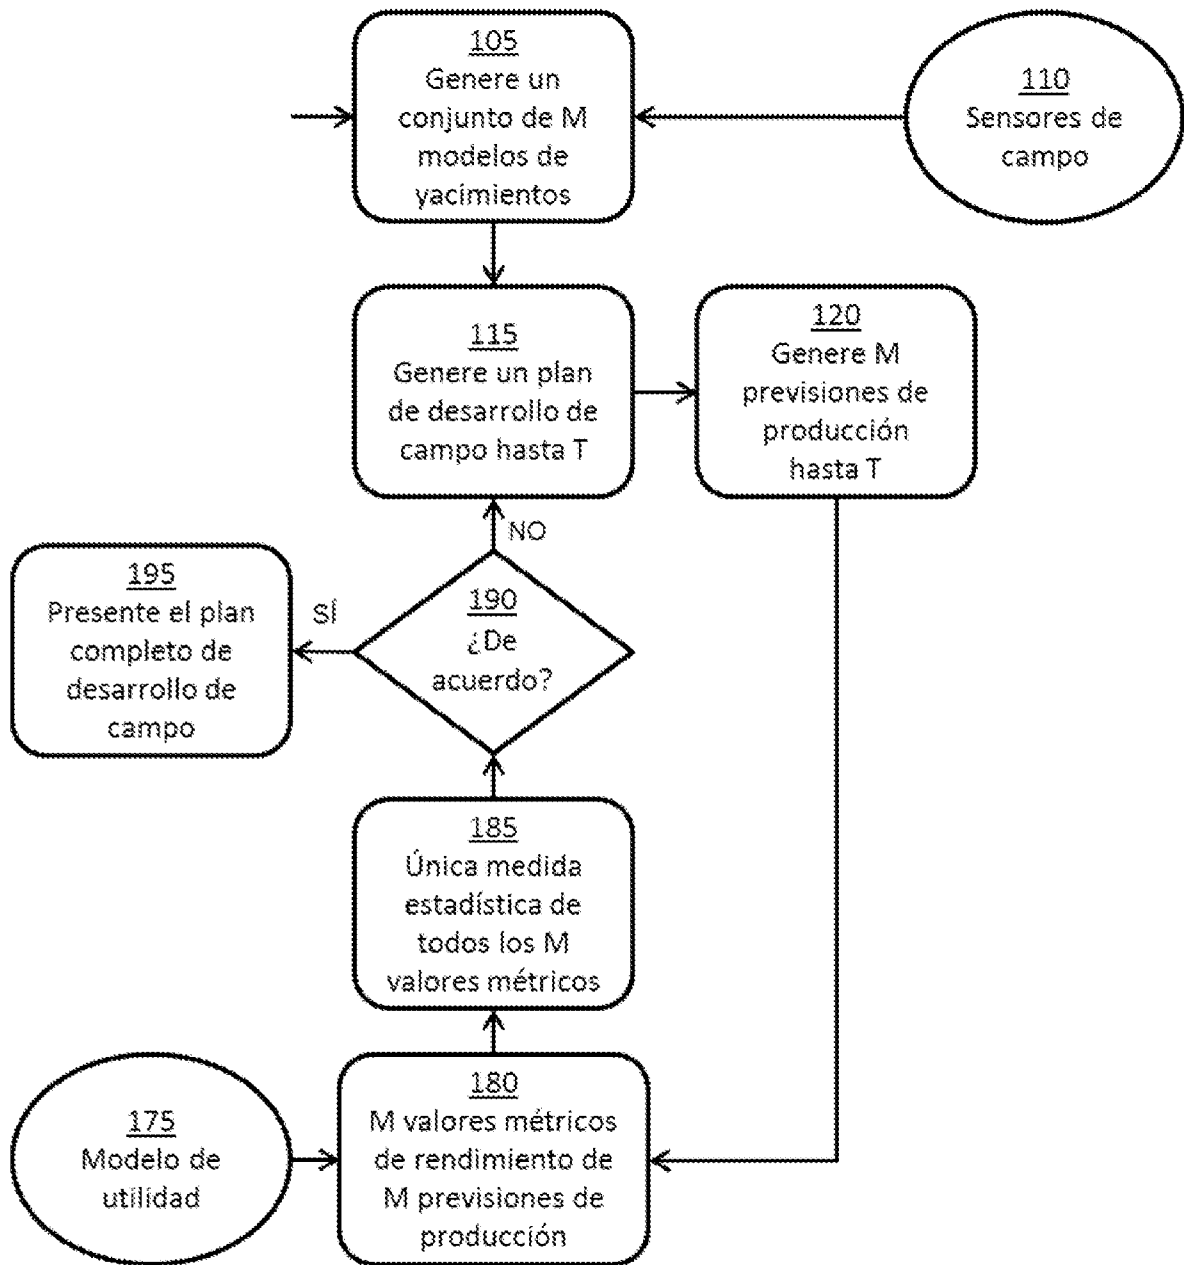 105
Genere un
conjunto de M
modelos de
yacimientos
110
Sensores de
campo
115
Genere un plan
de desarrollo de
campo hasta T
120
Genere M
previsiones de
producción
hasta T
NO
195
Presente el plan
completo de
desarrollo de
campo
SÍ
190
¿De
acuerdo?
185
Única medida
estadística de
todos los M
valores métricos
175
Modelo de
utilidad
180
M valores métricos
de rendimiento de
M previsiones de
producción